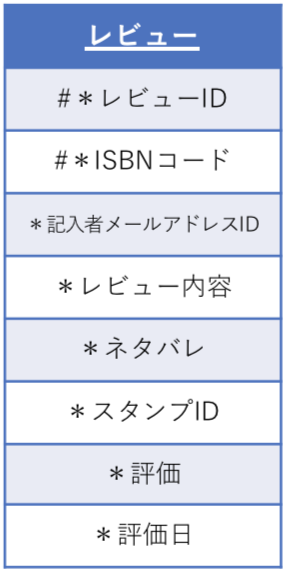 レビュー
#＊レビューID
#＊ISBNコード
＊記入者メールアドレスID
＊レビュー内容
＊ネタバレ
＊スタンプID
＊評価
＊評価日